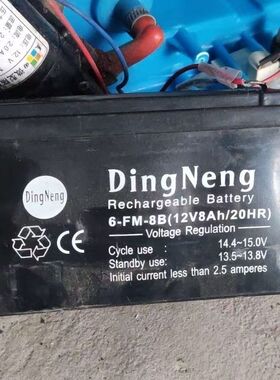 DingNeng
DingNeng
Rechargeable Battery
6-FM-8B(12V8Ah/20HR)
Voltage Regulation
Cycle use: 14.4-15.0V
Standby use: 13.5-13.8V
Initial current less than 2.5 amperes
CE